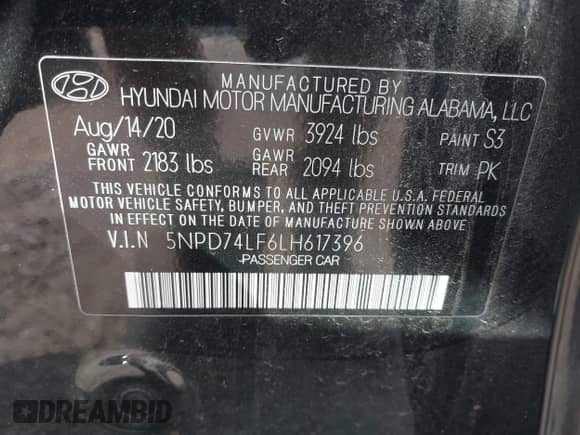 MANUFACTURED BY
HYUNDAI MOTOR MANUFACTURING ALABAMA, LLC
Aug/14/20 GVWR 3924 lbs PAINT S3
GAWR FRONT 2183 lbs GAWR REAR 2094 lbs TRIM PK
THIS VEHICLE CONFORMS TO ALL APPLICABLE U.S.A. FEDERAL
MOTOR VEHICLE SAFETY, BUMPER, AND THEFT PREVENTION STANDARDS
IN EFFECT ON THE DATE OF MANUFACTURE SHOWN ABOVE
V.I.N 5NPD74LF6LH617396
-PASSENGER CAR
DREAMBID